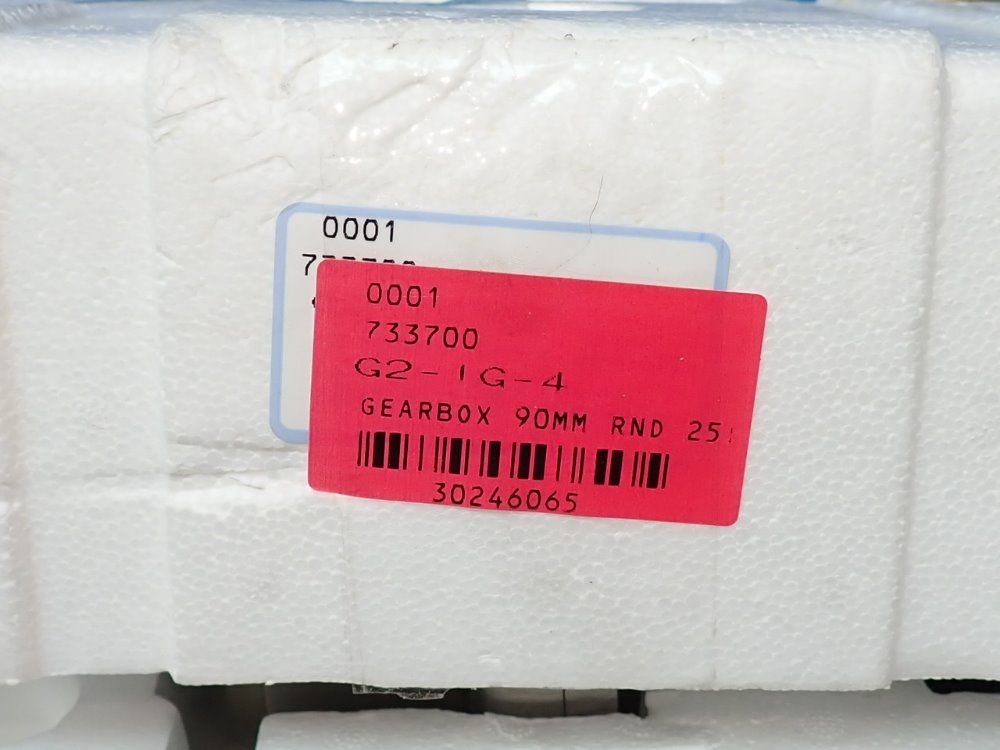 0001
0001
733700
G2-1G-4
GEARBOX 90MM RND 25:
30246065